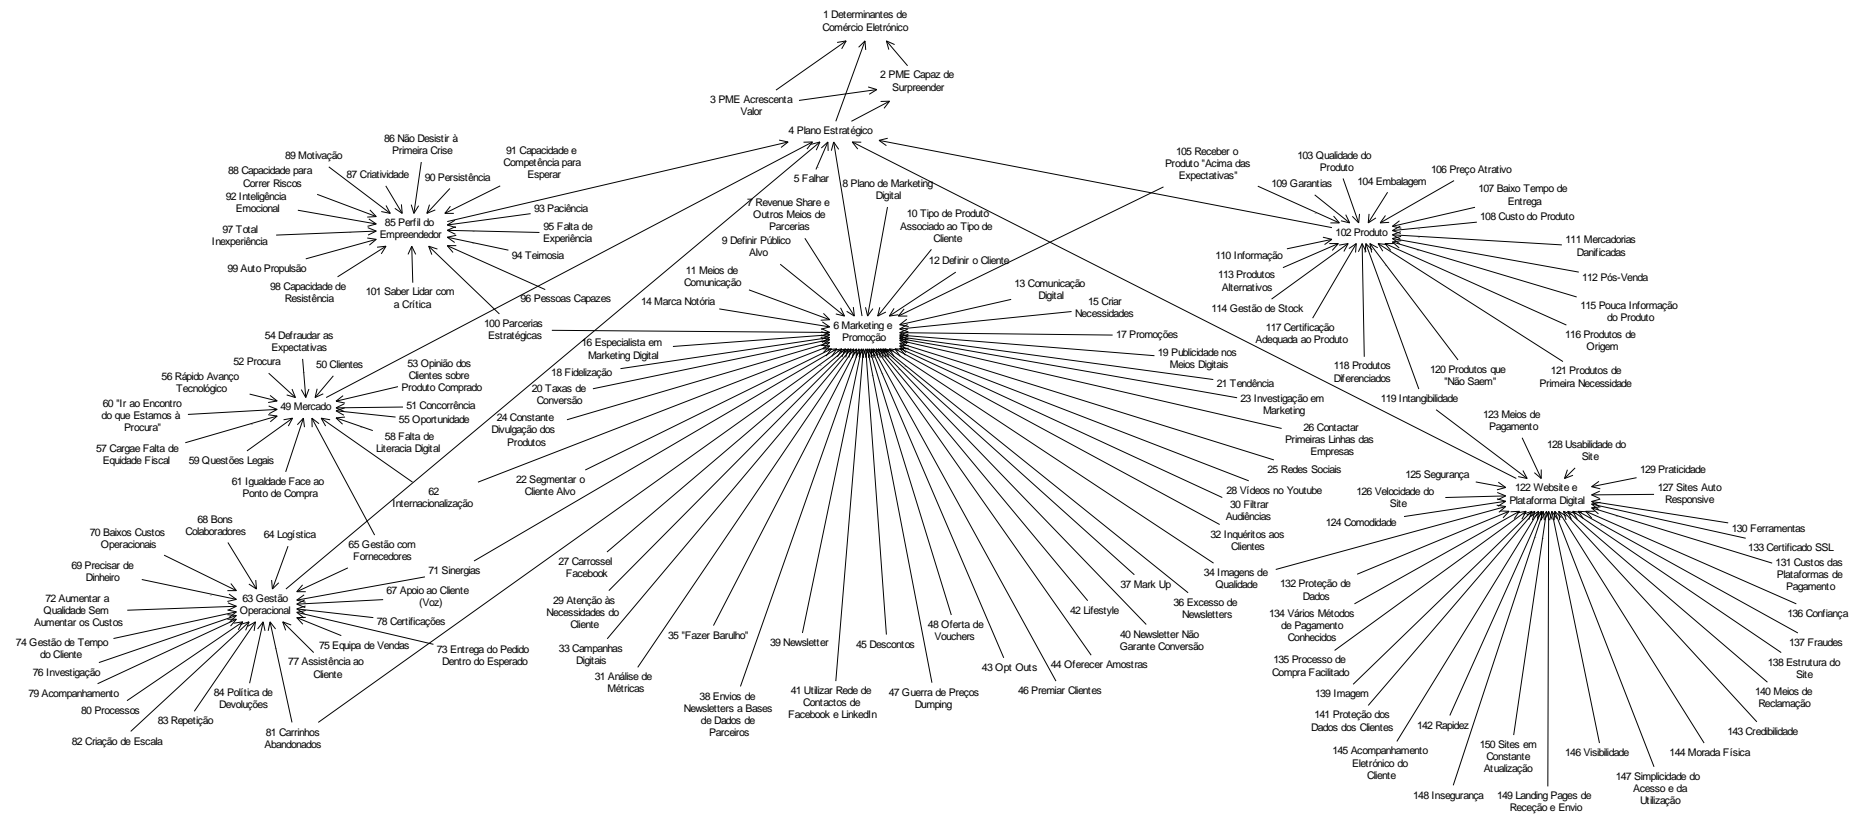 1 Determinantes de
Comércio Eletrónico
2 PME Capaz de
Surpreender
3 PME Acrescenta
Valor
4 Plano Estratégico
5 Falhar
6 Marketing e
Promoção
7 Revenue Share e
Outros Meios de
Parcerias
8 Plano de Marketing
Digital
9 Definir Público
Alvo
10 Tipo de Produto
Associado ao Tipo de
Cliente
11 Meios de
Comunicação
12 Definir o Cliente
13 Comunicação
Digital
14 Marca Notória
15 Criar
Necessidades
16 Especialista em
Marketing Digital
17 Promoções
18 Fidelização
19 Publicidade nos
Meios Digitais
20 Taxas de
Conversão
21 Tendência
22 Segmentar o
Cliente Alvo
23 Investigação em
Marketing
24 Constante
Divulgação dos
Produtos
25 Redes Sociais
26 Contactar
Primeiras Linhas das
Empresas
27 Carrossel
Facebook
28 Vídeos no Youtube
29 Atenção às
Necessidades do
Cliente
30 Filtrar
Audiências
31 Análise de
Métricas
32 Inquéritos aos
Clientes
33 Campanhas
Digitais
34 Imagens de
Qualidade
35 "Fazer Barulho"
36 Excesso de
Newsletters
37 Mark Up
38 Envios de
Newsletters a Bases
de Dados de
Parceiros
39 Newsletter
40 Newsletter Não
Garante Conversão
41 Utilizar Rede de
Contactos de
Facebook e LinkedIn
42 Lifestyle
43 Opt Outs
44 Oferecer Amostras
45 Descontos
46 Premiar Clientes
47 Guerra de Preços
Dumping
48 Oferta de
Vouchers
49 Mercado
50 Clientes
51 Concorrência
52 Procura
53 Opinião dos
Clientes sobre
Produto Comprado
54 Defraudar as
Expectativas
55 Oportunidade
56 Rápido Avanço
Tecnológico
57 Cargae Falta de
Equidade Fiscal
58 Falta de
Literacia Digital
59 Questões Legais
60 "Ir ao Encontro
do que Estamos à
Procura"
61 Igualdade Face ao
Ponto de Compra
62
Internacionalização
63 Gestão
Operacional
64 Logística
65 Gestão com
Fornecedores
67 Apoio ao Cliente
(Voz)
68 Bons
Colaboradores
69 Precisar de
Dinheiro
70 Baixos Custos
Operacionais
71 Sinergias
72 Aumentar a
Qualidade Sem
Aumentar os Custos
73 Entrega do Pedido
Dentro do Esperado
74 Gestão de Tempo
do Cliente
75 Equipa de Vendas
76 Investigação
77 Assistência ao
Cliente
78 Certificações
79 Acompanhamento
80 Processos
81 Carrinhos
Abandonados
82 Criação de Escala
83 Repetição
84 Política de
Devoluções
85 Perfil do
Empreendedor
86 Não Desistir à
Primeira Crise
87 Criatividade
88 Capacidade para
Correr Riscos
89 Motivação
90 Persistência
91 Capacidade e
Competência para
Esperar
92 Inteligência
Emocional
93 Paciência
94 Teimosia
95 Falta de
Experiência
96 Pessoas Capazes
97 Total
Inexperiência
98 Capacidade de
Resistência
99 Auto Propulsão
100 Parcerias
Estratégicas
101 Saber Lidar com
a Crítica
102 Produto
103 Qualidade do
Produto
104 Embalagem
105 Receber o
Produto "Acima das
Expectativas"
106 Preço Atrativo
107 Baixo Tempo de
Entrega
108 Custo do Produto
109 Garantias
110 Informação
111 Mercadorias
Danificadas
112 Pós-Venda
113 Produtos
Alternativos
114 Gestão de Stock
115 Pouca Informação
do Produto
116 Produtos de
Origem
117 Certificação
Adequada ao Produto
118 Produtos
Diferenciados
119 Intangibilidade
120 Produtos que
"Não Saem"
121 Produtos de
Primeira Necessidade
122 Website e
Plataforma Digital
123 Meios de
Pagamento
124 Comodidade
125 Segurança
126 Velocidade do
Site
127 Sites Auto
Responsive
128 Usabilidade do
Site
129 Praticidade
130 Ferramentas
131 Custos das
Plataformas de
Pagamento
132 Proteção de
Dados
133 Certificado SSL
134 Vários Métodos
de Pagamento
Conhecidos
135 Processo de
Compra Facilitado
136 Confiança
137 Fraudes
138 Estrutura do
Site
139 Imagem
140 Meios de
Reclamação
141 Proteção dos
Dados dos Clientes
142 Rapidez
143 Credibilidade
144 Morada Física
145 Acompanhamento
Eletrónico do
Cliente
146 Visibilidade
147 Simplicidade do
Acesso e da
Utilização
148 Insegurança
149 Landing Pages de
Receção e Envio
150 Sites em
Constante
Atualização